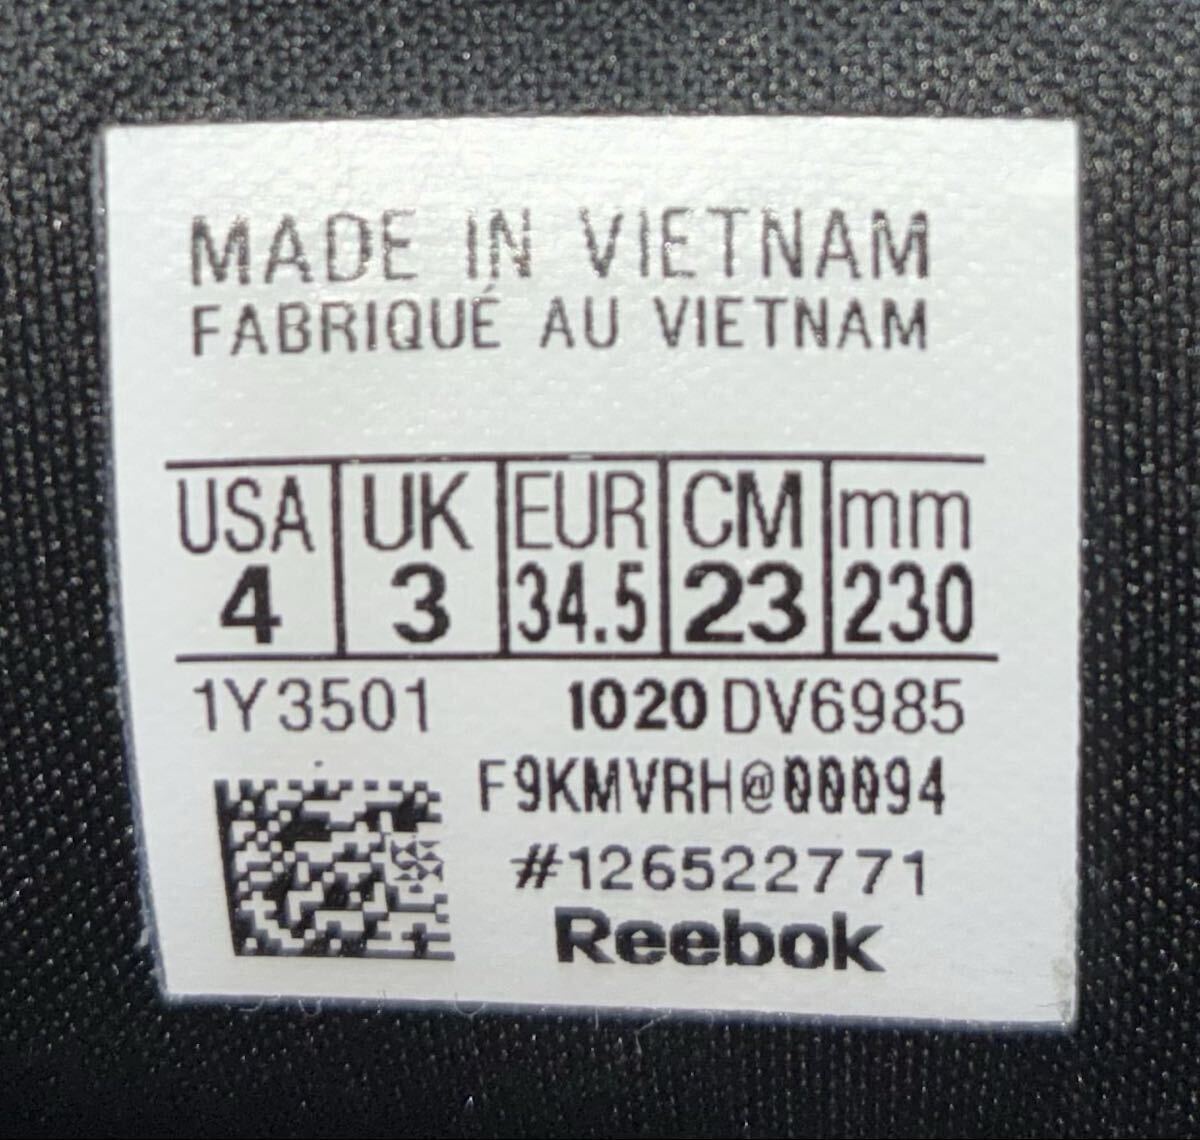 MADE IN VIETNAM
FABRIQUÉ AU VIETNAM
USA UK EUR CM mm
4 3 34.5 23 230
1Y3501 1020 DV6985
F9KMVRH@00094
#126522771
Reebok